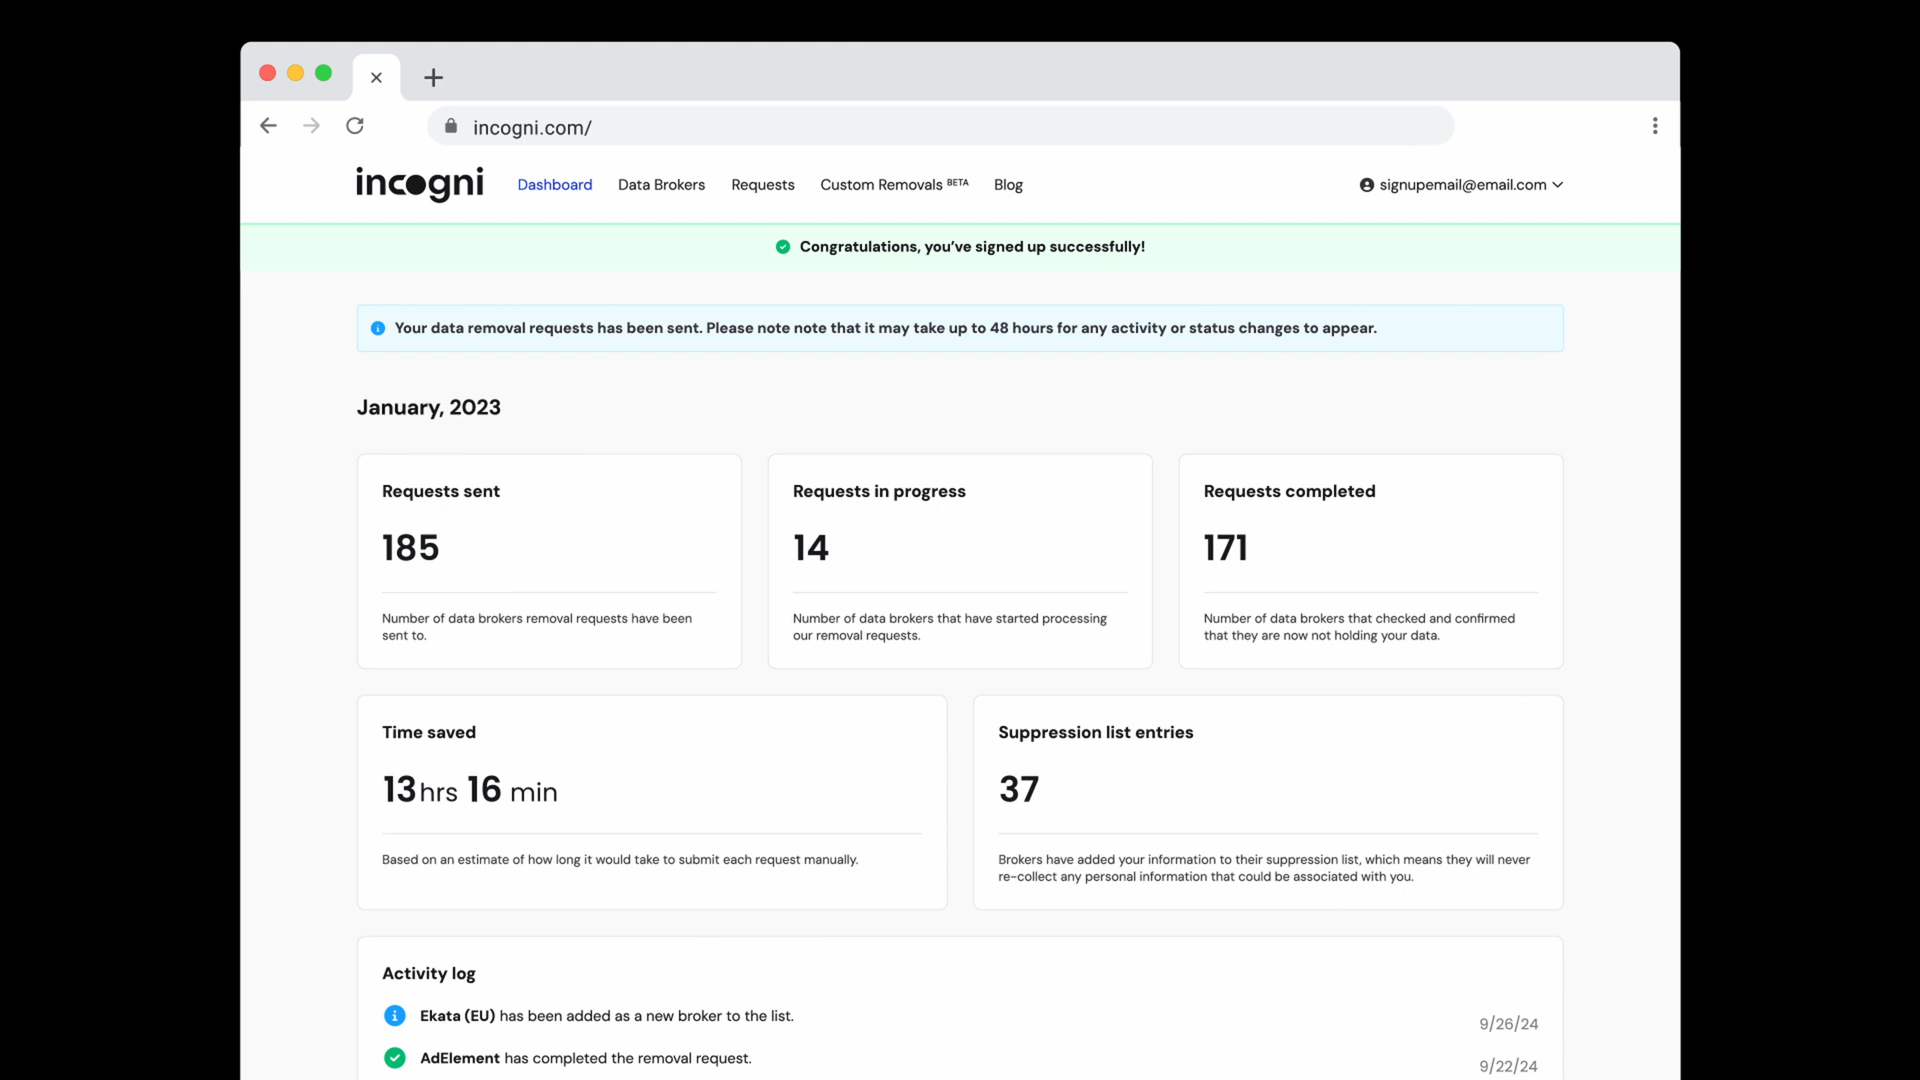 incogni.com/
incogni Dashboard Data Brokers Requests Custom Removals BETA Blog signupemail@email.com
Congratulations, you’ve signed up successfully!
Your data removal requests has been sent. Please note note that it may take up to 48 hours for any activity or status changes to appear.
January, 2023
Requests sent
185
Number of data brokers removal requests have been
sent to.
Requests in progress
14
Number of data brokers that have started processing
our removal requests.
Requests completed
171
Number of data brokers that checked and confirmed
that they are now not holding your data.
Time saved
13hrs 16 min
Based on an estimate of how long it would take to submit each request manually.
Suppression list entries
37
Brokers have added your information to their suppression list, which means they will never
re-collect any personal information that could be associated with you.
Activity log
Ekata (EU) has been added as a new broker to the list. 9/26/24
AdElement has completed the removal request. 9/22/24